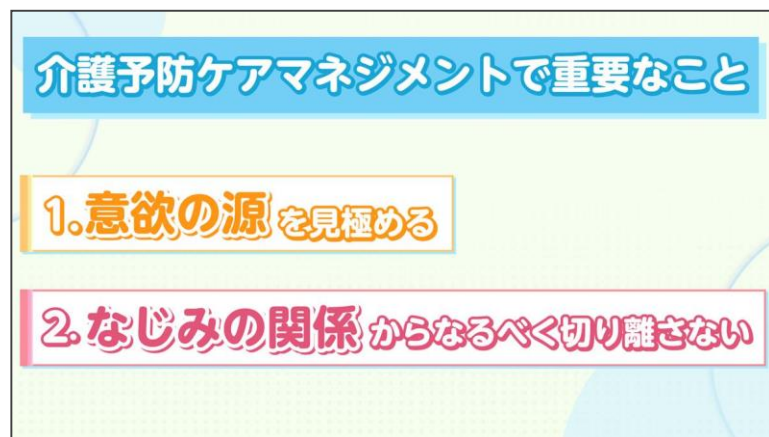 介護予防ケアマネジメントで重要なこと
1.意欲の源を見極める
2.なじみの関係からなるべく切り離さない